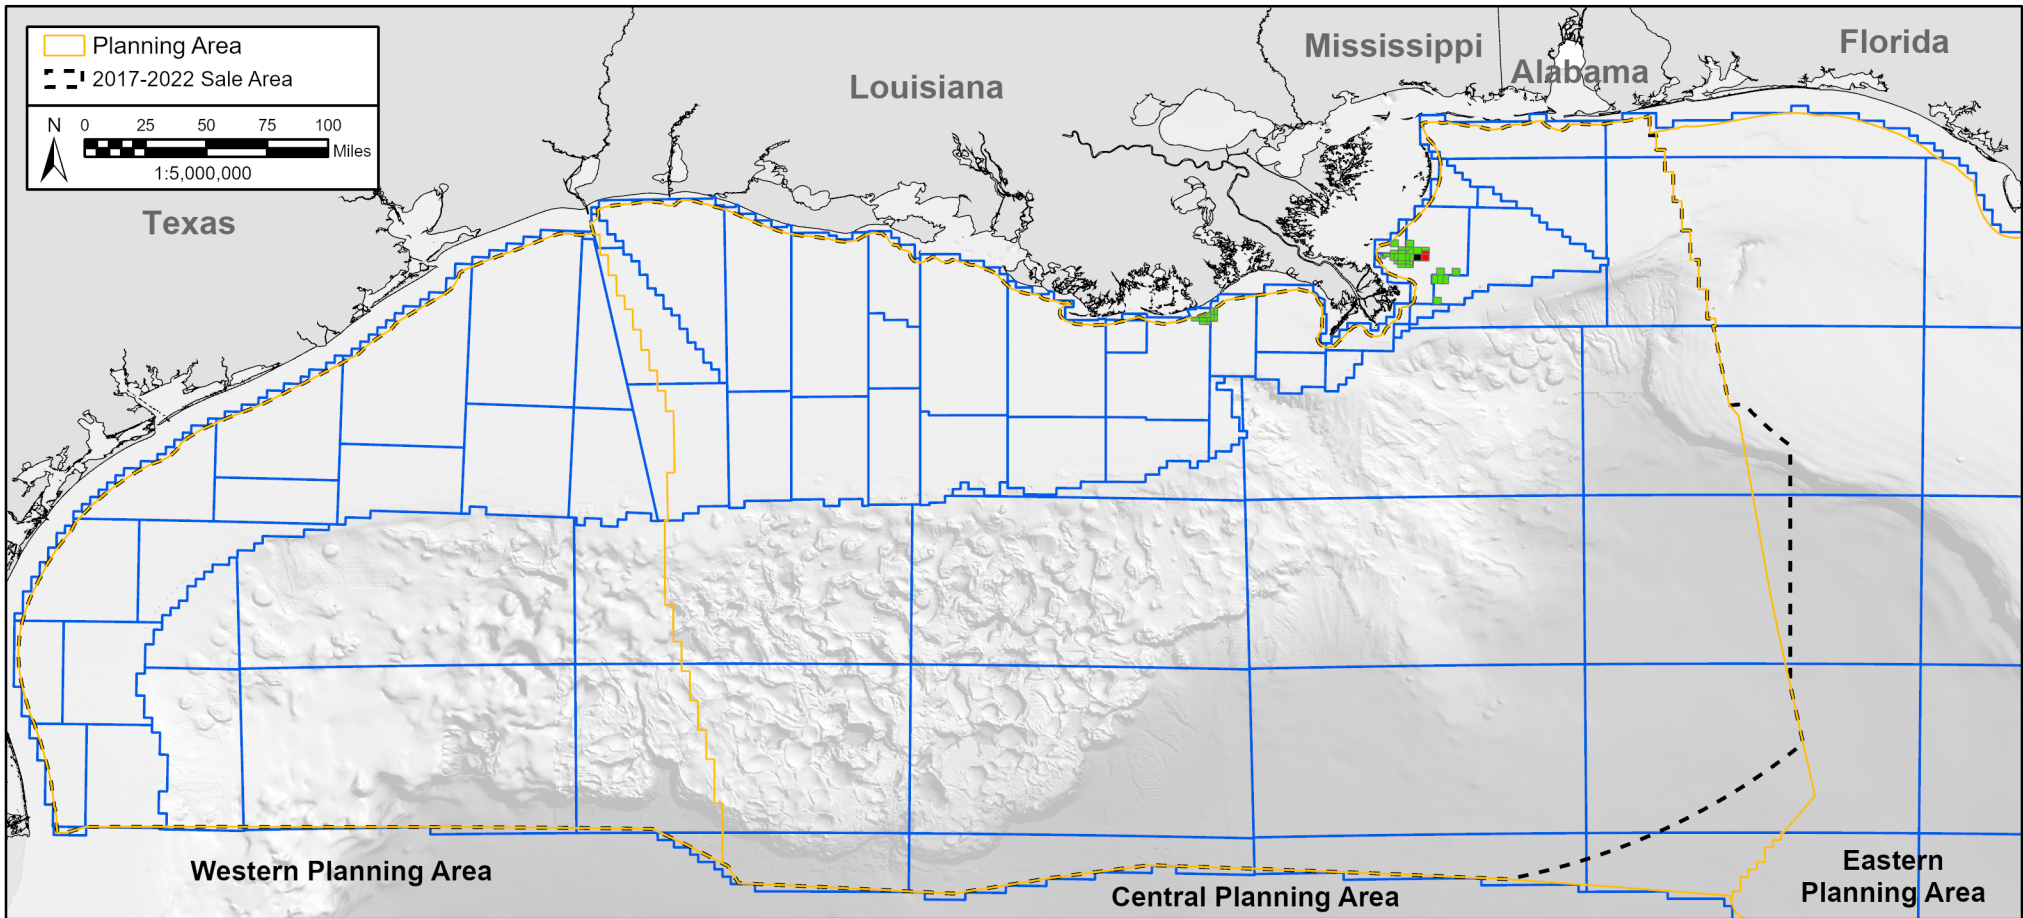 Planning Area
2017-2022 Sale Area
N
0 25 50 75 100
Miles
1:5,000,000
Texas
Louisiana
Mississippi
Alabama
Florida
Western Planning Area
Central Planning Area
Eastern
Planning Area